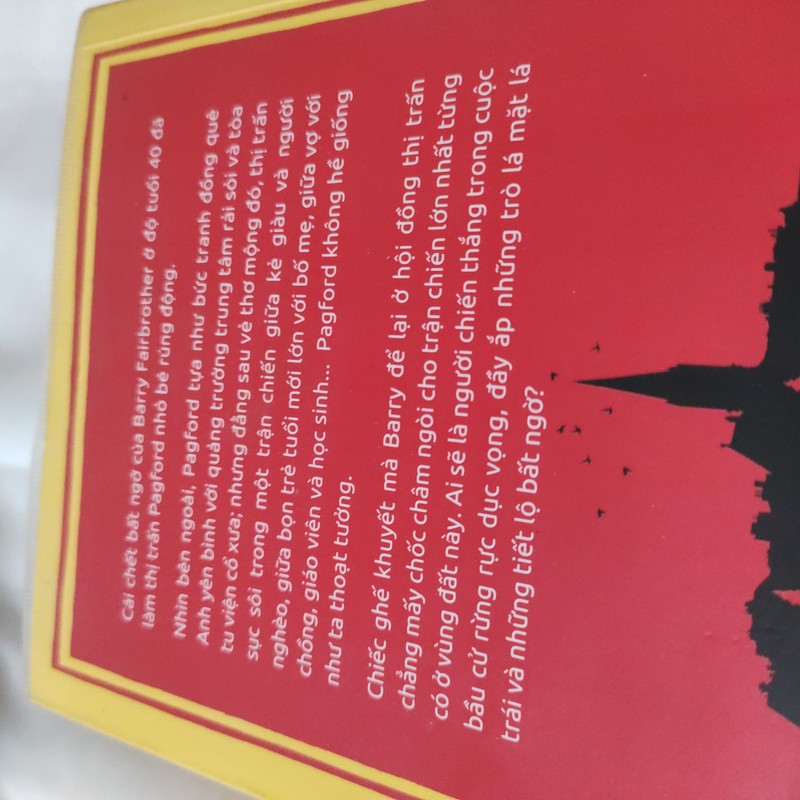 Cái chết bất ngờ của Barry Fairbrother ở độ tuổi 40 đã
làm thị trấn Pagford nhỏ bé rúng động.
Nhìn bên ngoài, Pagford tựa như bức tranh đồng quê
Anh yên bình với quảng trường trung tâm rải sỏi và tòa
tu viện cổ xưa; nhưng đằng sau vẻ thơ mộng đó, thị trấn
sục sôi trong một trận chiến giữa kẻ giàu và người
nghèo, giữa bọn trẻ tuổi mới lớn với bố mẹ, giữa vợ với
chồng, giáo viên và học sinh... Pagford không hề giống
như ta thoạt tưởng.
Chiếc ghế khuyết mà Barry để lại ở hội đồng thị trấn
chẳng mấy chốc châm ngòi cho trận chiến lớn nhất từng
có ở vùng đất này. Ai sẽ là người chiến thắng trong cuộc
bầu cử rừng rực dục vọng, đầy ắp những trò lá mặt lá
trái và những tiết lộ bất ngờ?